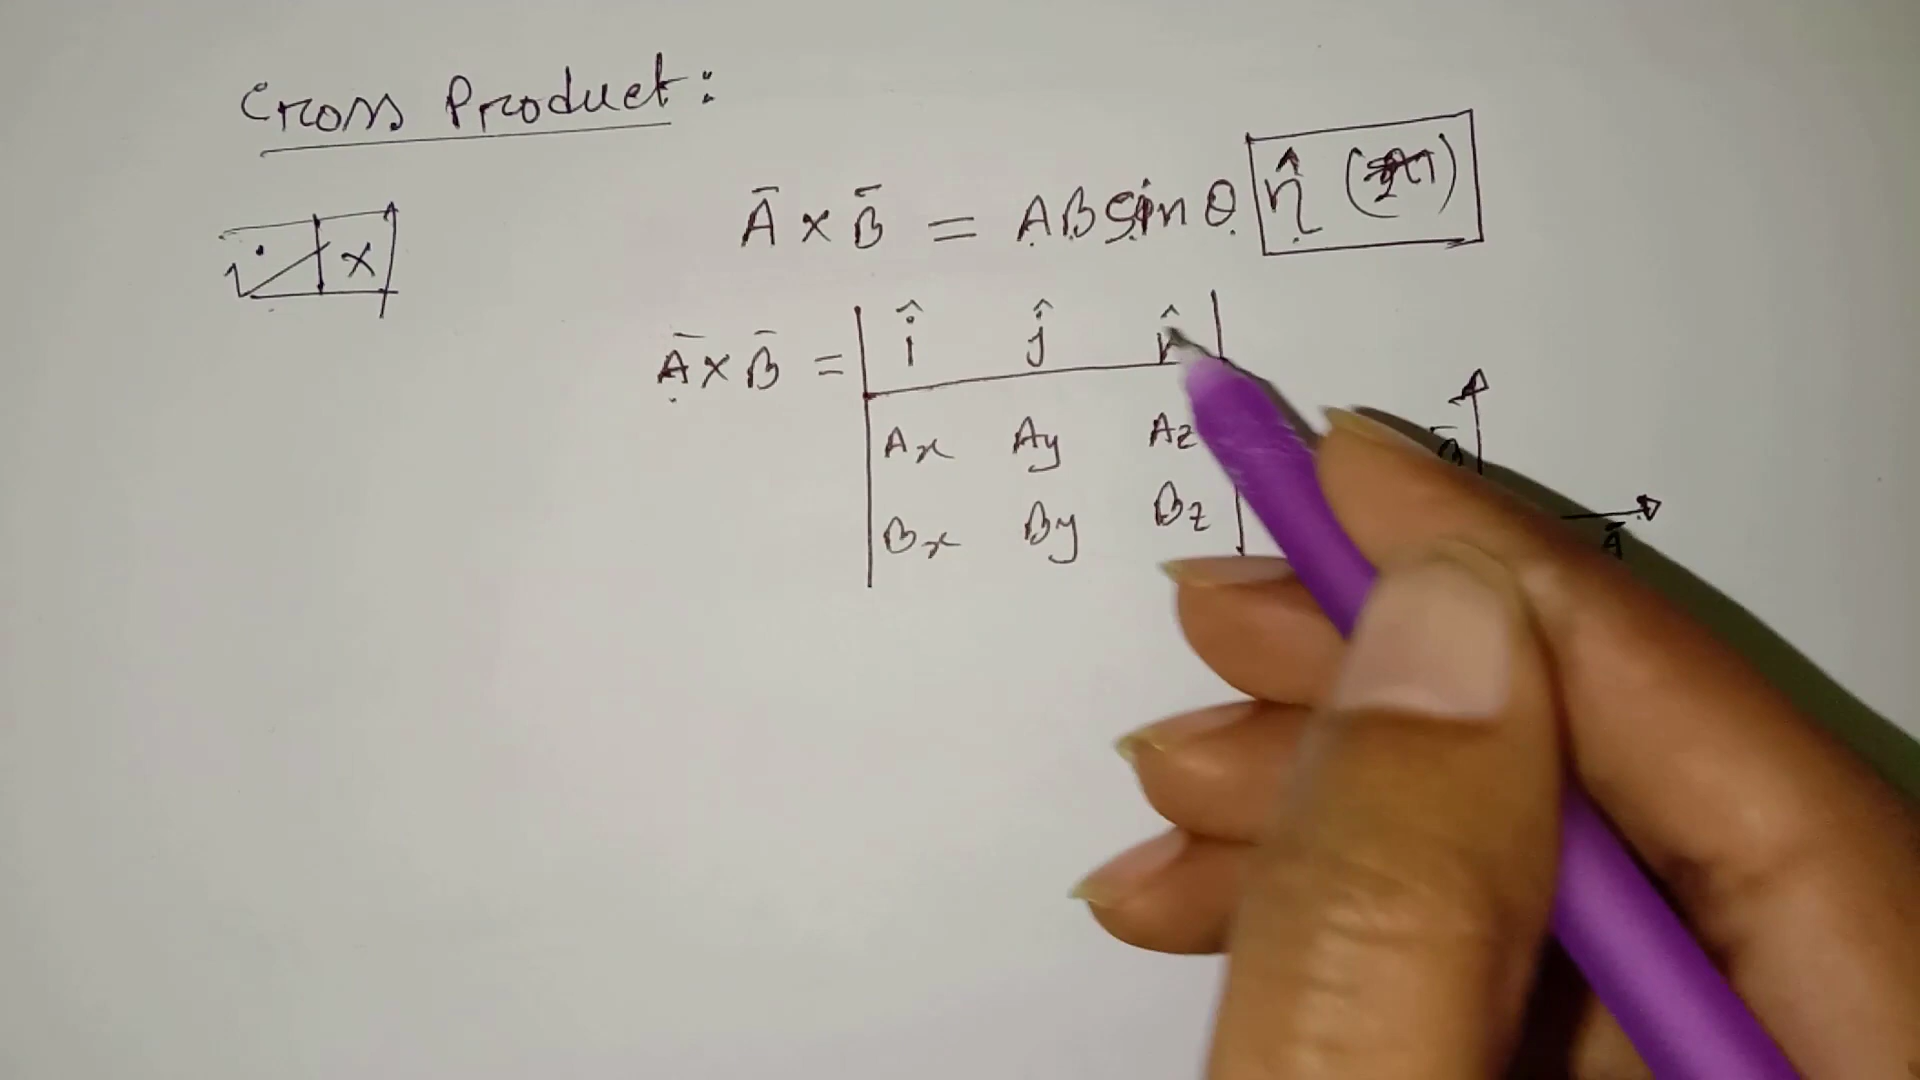 Cross Product:
Ā × B̄ = AB sin θ η̂
x
Ā × B̄ = | î ĵ
Ax Ay Az
Bx By Bz |
Ā